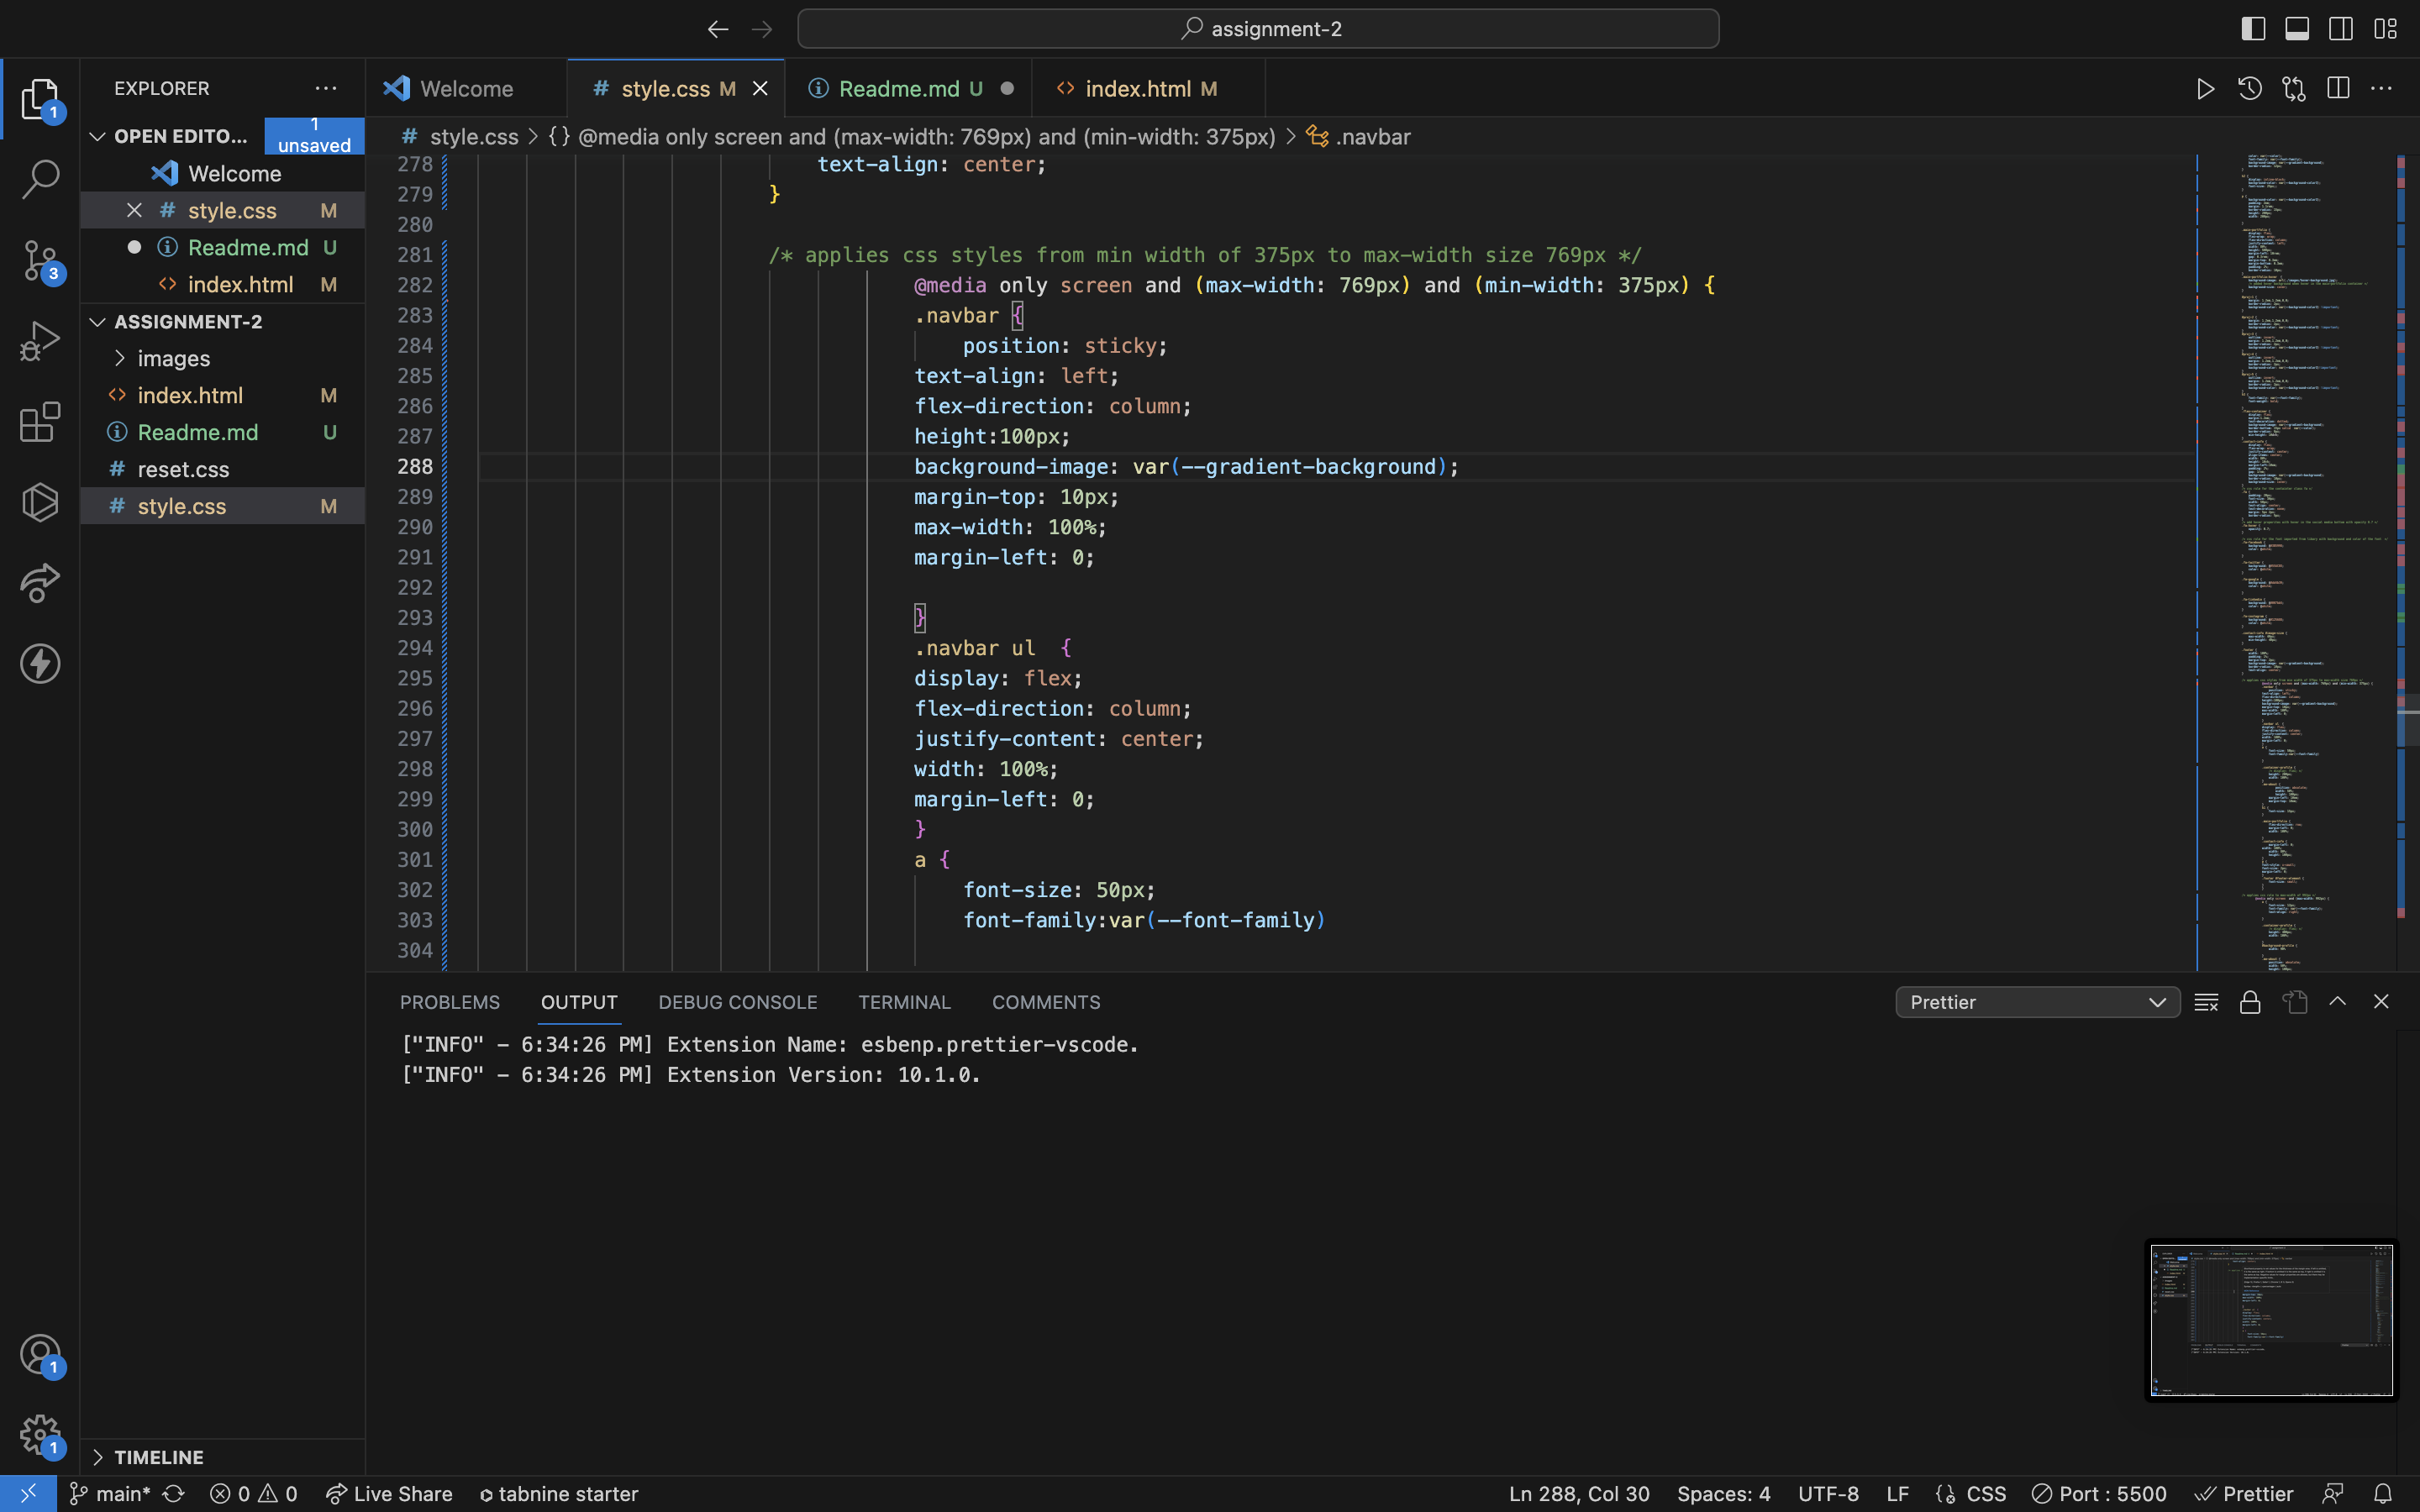 assignment-2
EXPLORER
Welcome
style.css M
Readme.md U
index.html M
OPEN EDITO...
1 unsaved
style.css > {} @media only screen and (max-width: 769px) and (min-width: 375px) > .navbar
Welcome
style.css M
Readme.md U
index.html M
ASSIGNMENT-2
images
index.html M
Readme.md U
reset.css
style.css M
278 text-align: center;
279 }
280
281 /* applies css styles from min width of 375px to max-width size 769px */
282 @media only screen and (max-width: 769px) and (min-width: 375px) {
283 .navbar {
284 position: sticky;
285 text-align: left;
286 flex-direction: column;
287 height:100px;
288 background-image: var(--gradient-background);
289 margin-top: 10px;
290 max-width: 100%;
291 margin-left: 0;
292
293 }
294 .navbar ul  {
295 display: flex;
296 flex-direction: column;
297 justify-content: center;
298 width: 100%;
299 margin-left: 0;
300 }
301 a {
302 font-size: 50px;
303 font-family:var(--font-family)
304
1
3
1
1
PROBLEMS OUTPUT DEBUG CONSOLE TERMINAL COMMENTS
Prettier
["INFO" – 6:34:26 PM] Extension Name: esbenp.prettier-vscode.
["INFO" – 6:34:26 PM] Extension Version: 10.1.0.
TIMELINE
main* 0 0 Live Share tabnine starter
Ln 288, Col 30 Spaces: 4 UTF-8 LF CSS Port : 5500 Prettier